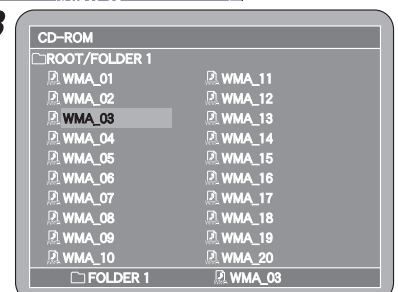 3
CD-ROM
ROOT/FOLDER 1
WMA_01
WMA_02
WMA_03
WMA_04
WMA_05
WMA_06
WMA_07
WMA_08
WMA_09
WMA_10
WMA_11
WMA_12
WMA_13
WMA_14
WMA_15
WMA_16
WMA_17
WMA_18
WMA_19
WMA_20
FOLDER 1 WMA_03